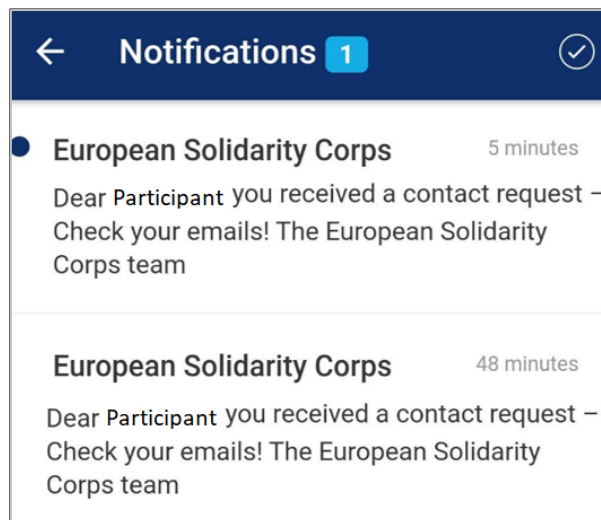 Notifications 1
European Solidarity Corps 5 minutes
Dear Participant you received a contact request –
Check your emails! The European Solidarity
Corps team
European Solidarity Corps 48 minutes
Dear Participant you received a contact request –
Check your emails! The European Solidarity
Corps team